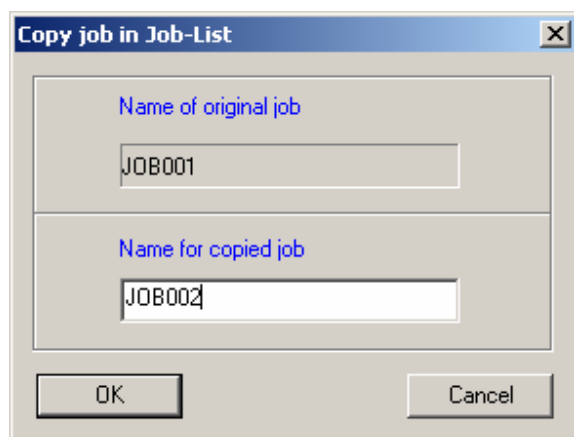 Copy job in Job-List
Name of original job
JOB001
Name for copied job
JOB002
OK
Cancel